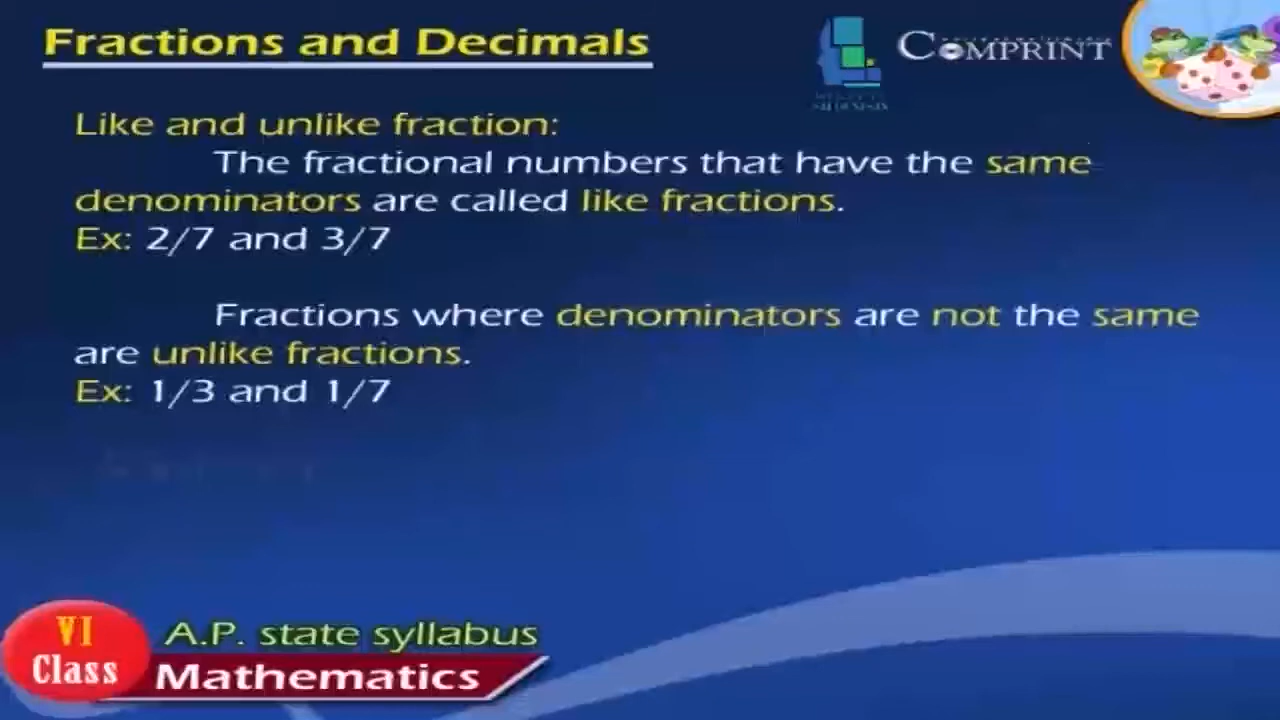 Fractions and Decimals
COMPRINT
Like and unlike fraction:
The fractional numbers that have the same
denominators are called like fractions.
Ex: 2/7 and 3/7
Fractions where denominators are not the same
are unlike fractions.
Ex: 1/3 and 1/7
VI
Class
A.P. state syllabus
Mathematics